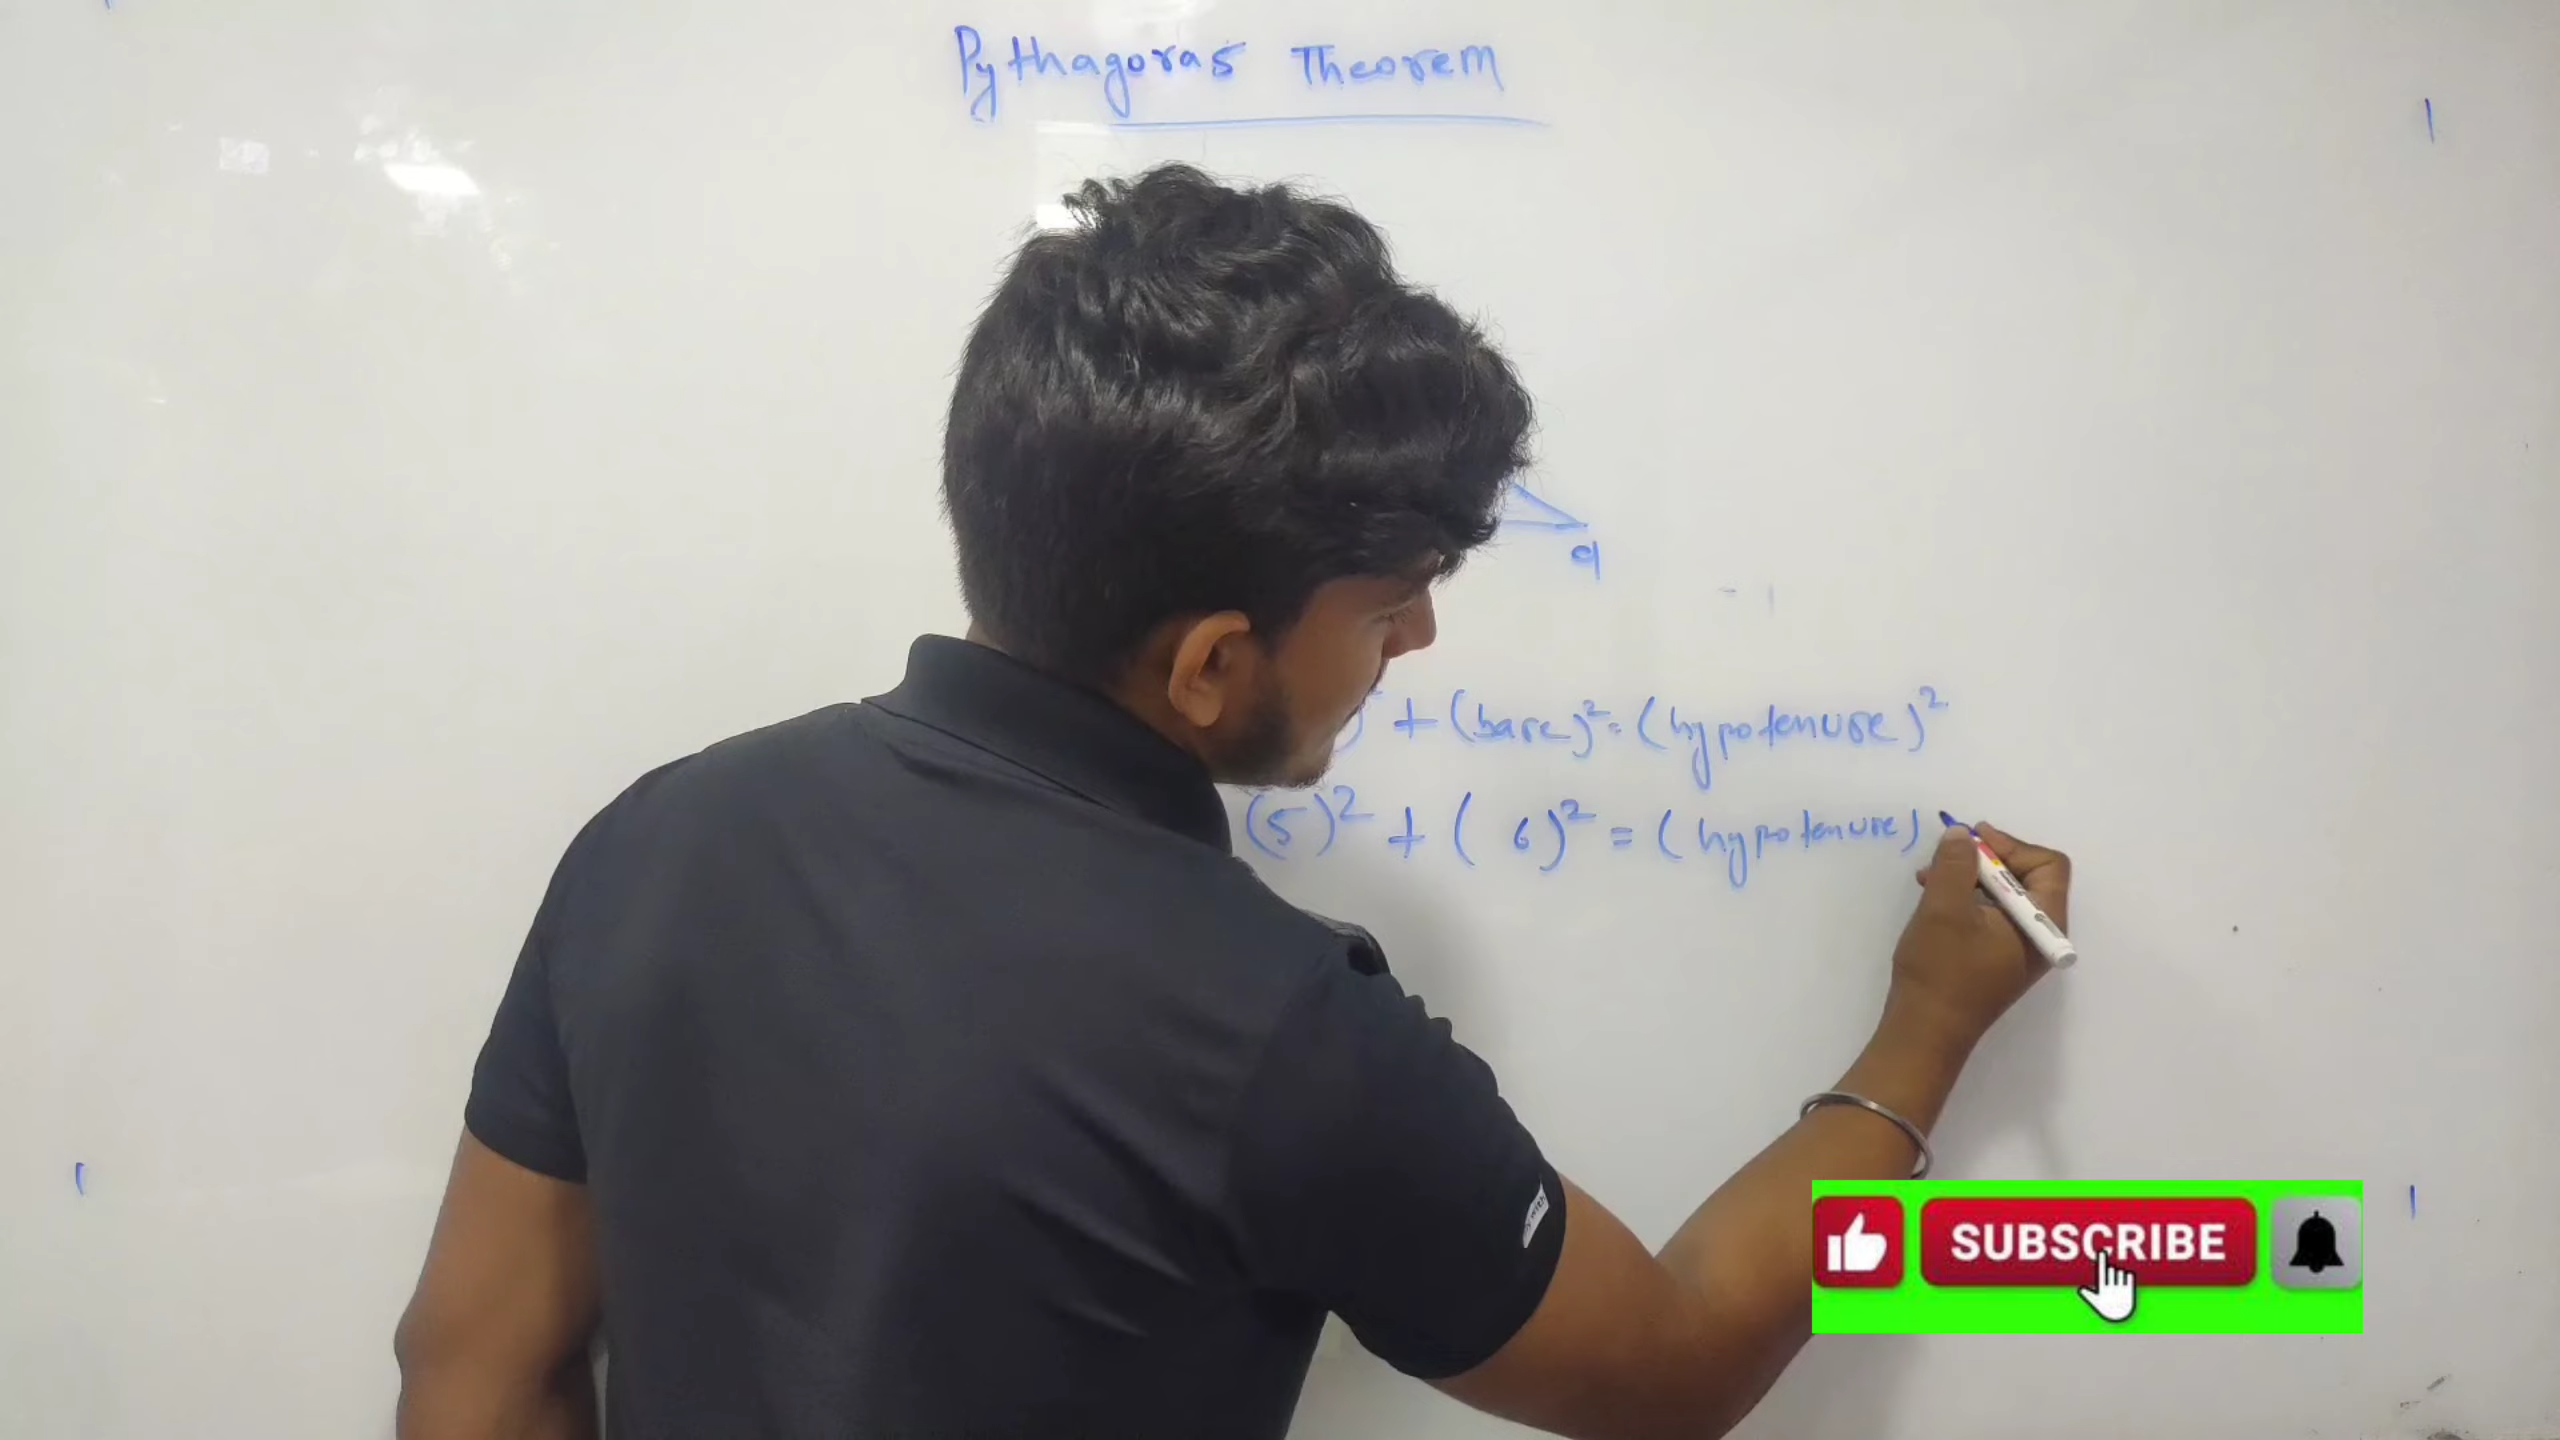 Pythagoras Theorem
q
)² + (base)² = (hypotenuse)²
(5)² + ( 6)² = (hypotenuse)
SUBSCRIBE